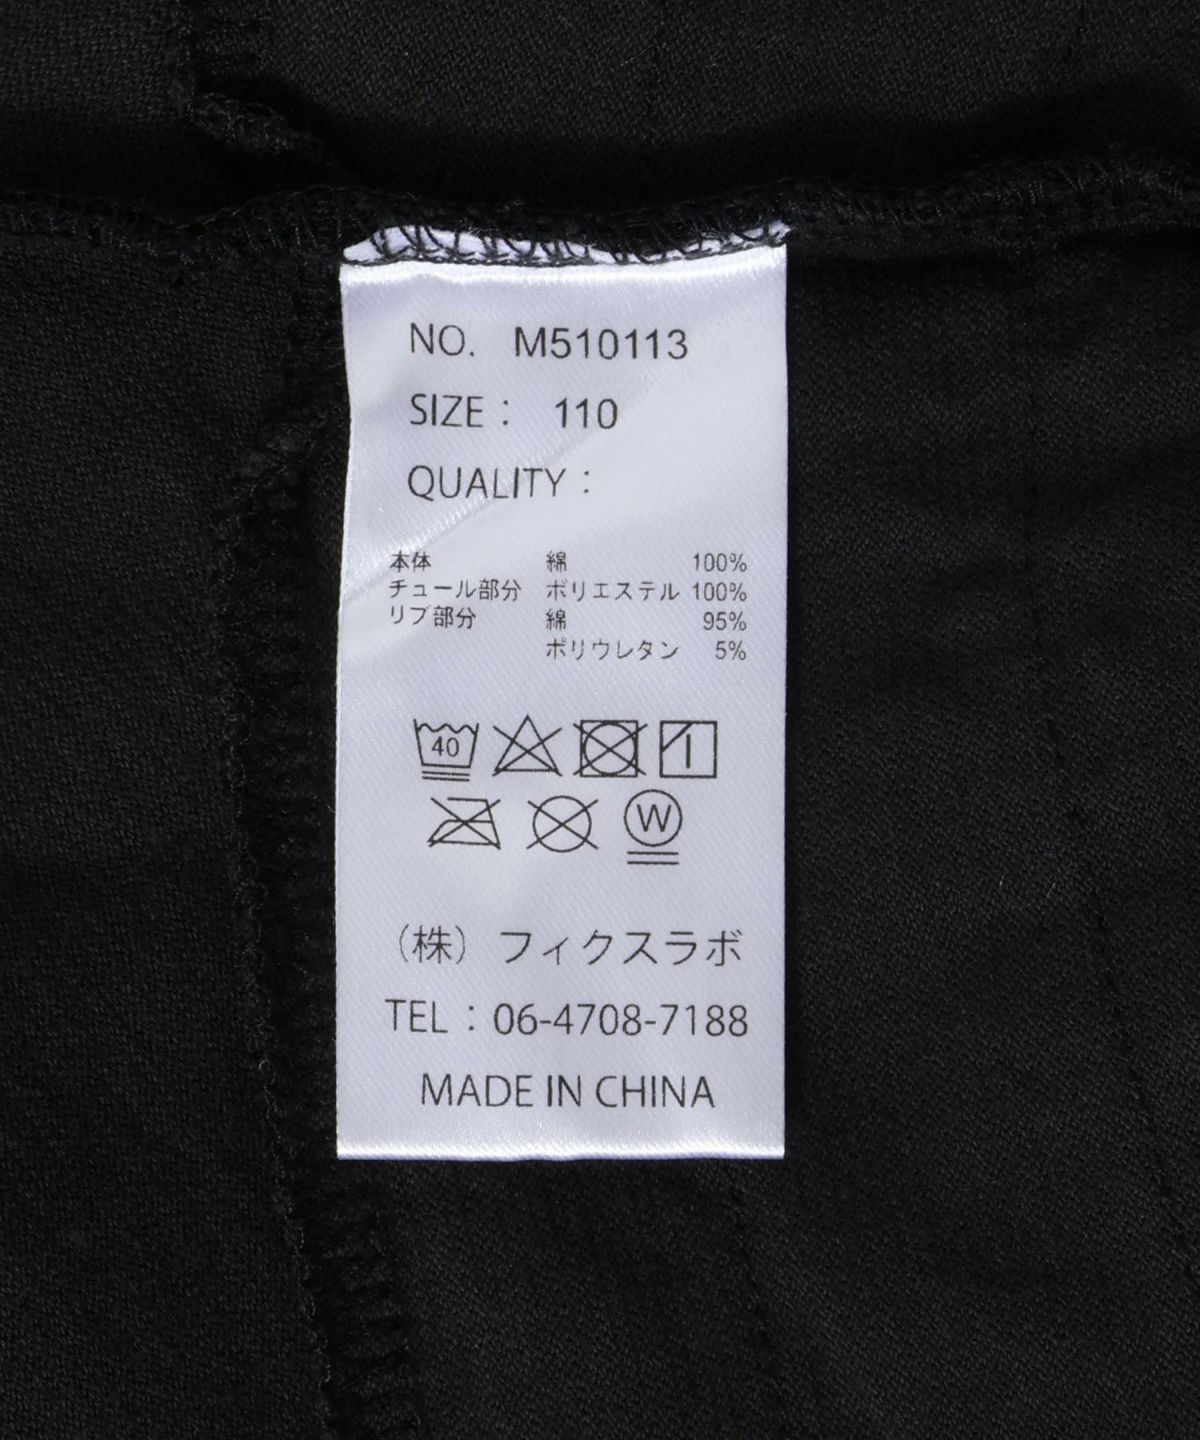 NO. M510113
SIZE： 110
QUALITY：
本体 綿 100%
チュール部分 ポリエステル 100%
リブ部分 綿 95%
ポリウレタン 5%
40
W
（株）フィクスラボ
TEL：06-4708-7188
MADE IN CHINA